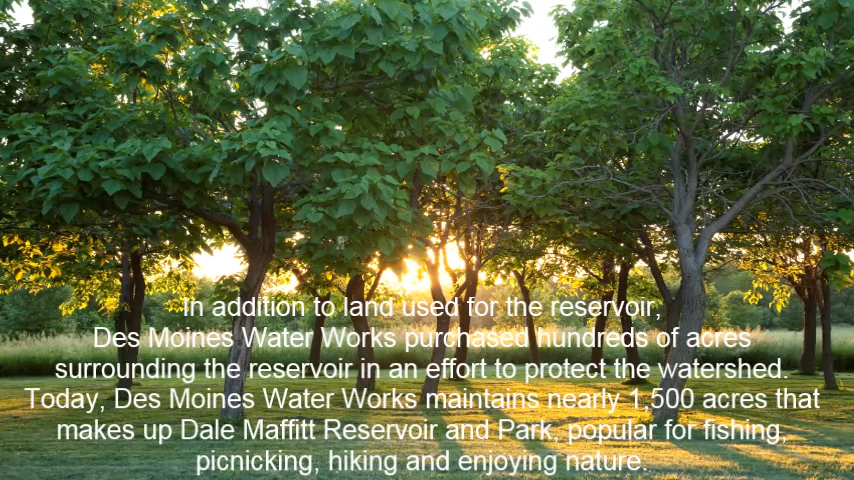 In addition to land used for the reservoir,
Des Moines Water Works purchased hundreds of acres
surrounding the reservoir in an effort to protect the watershed.
Today, Des Moines Water Works maintains nearly 1,500 acres that
makes up Dale Maffitt Reservoir and Park, popular for fishing,
picnicking, hiking and enjoying nature.